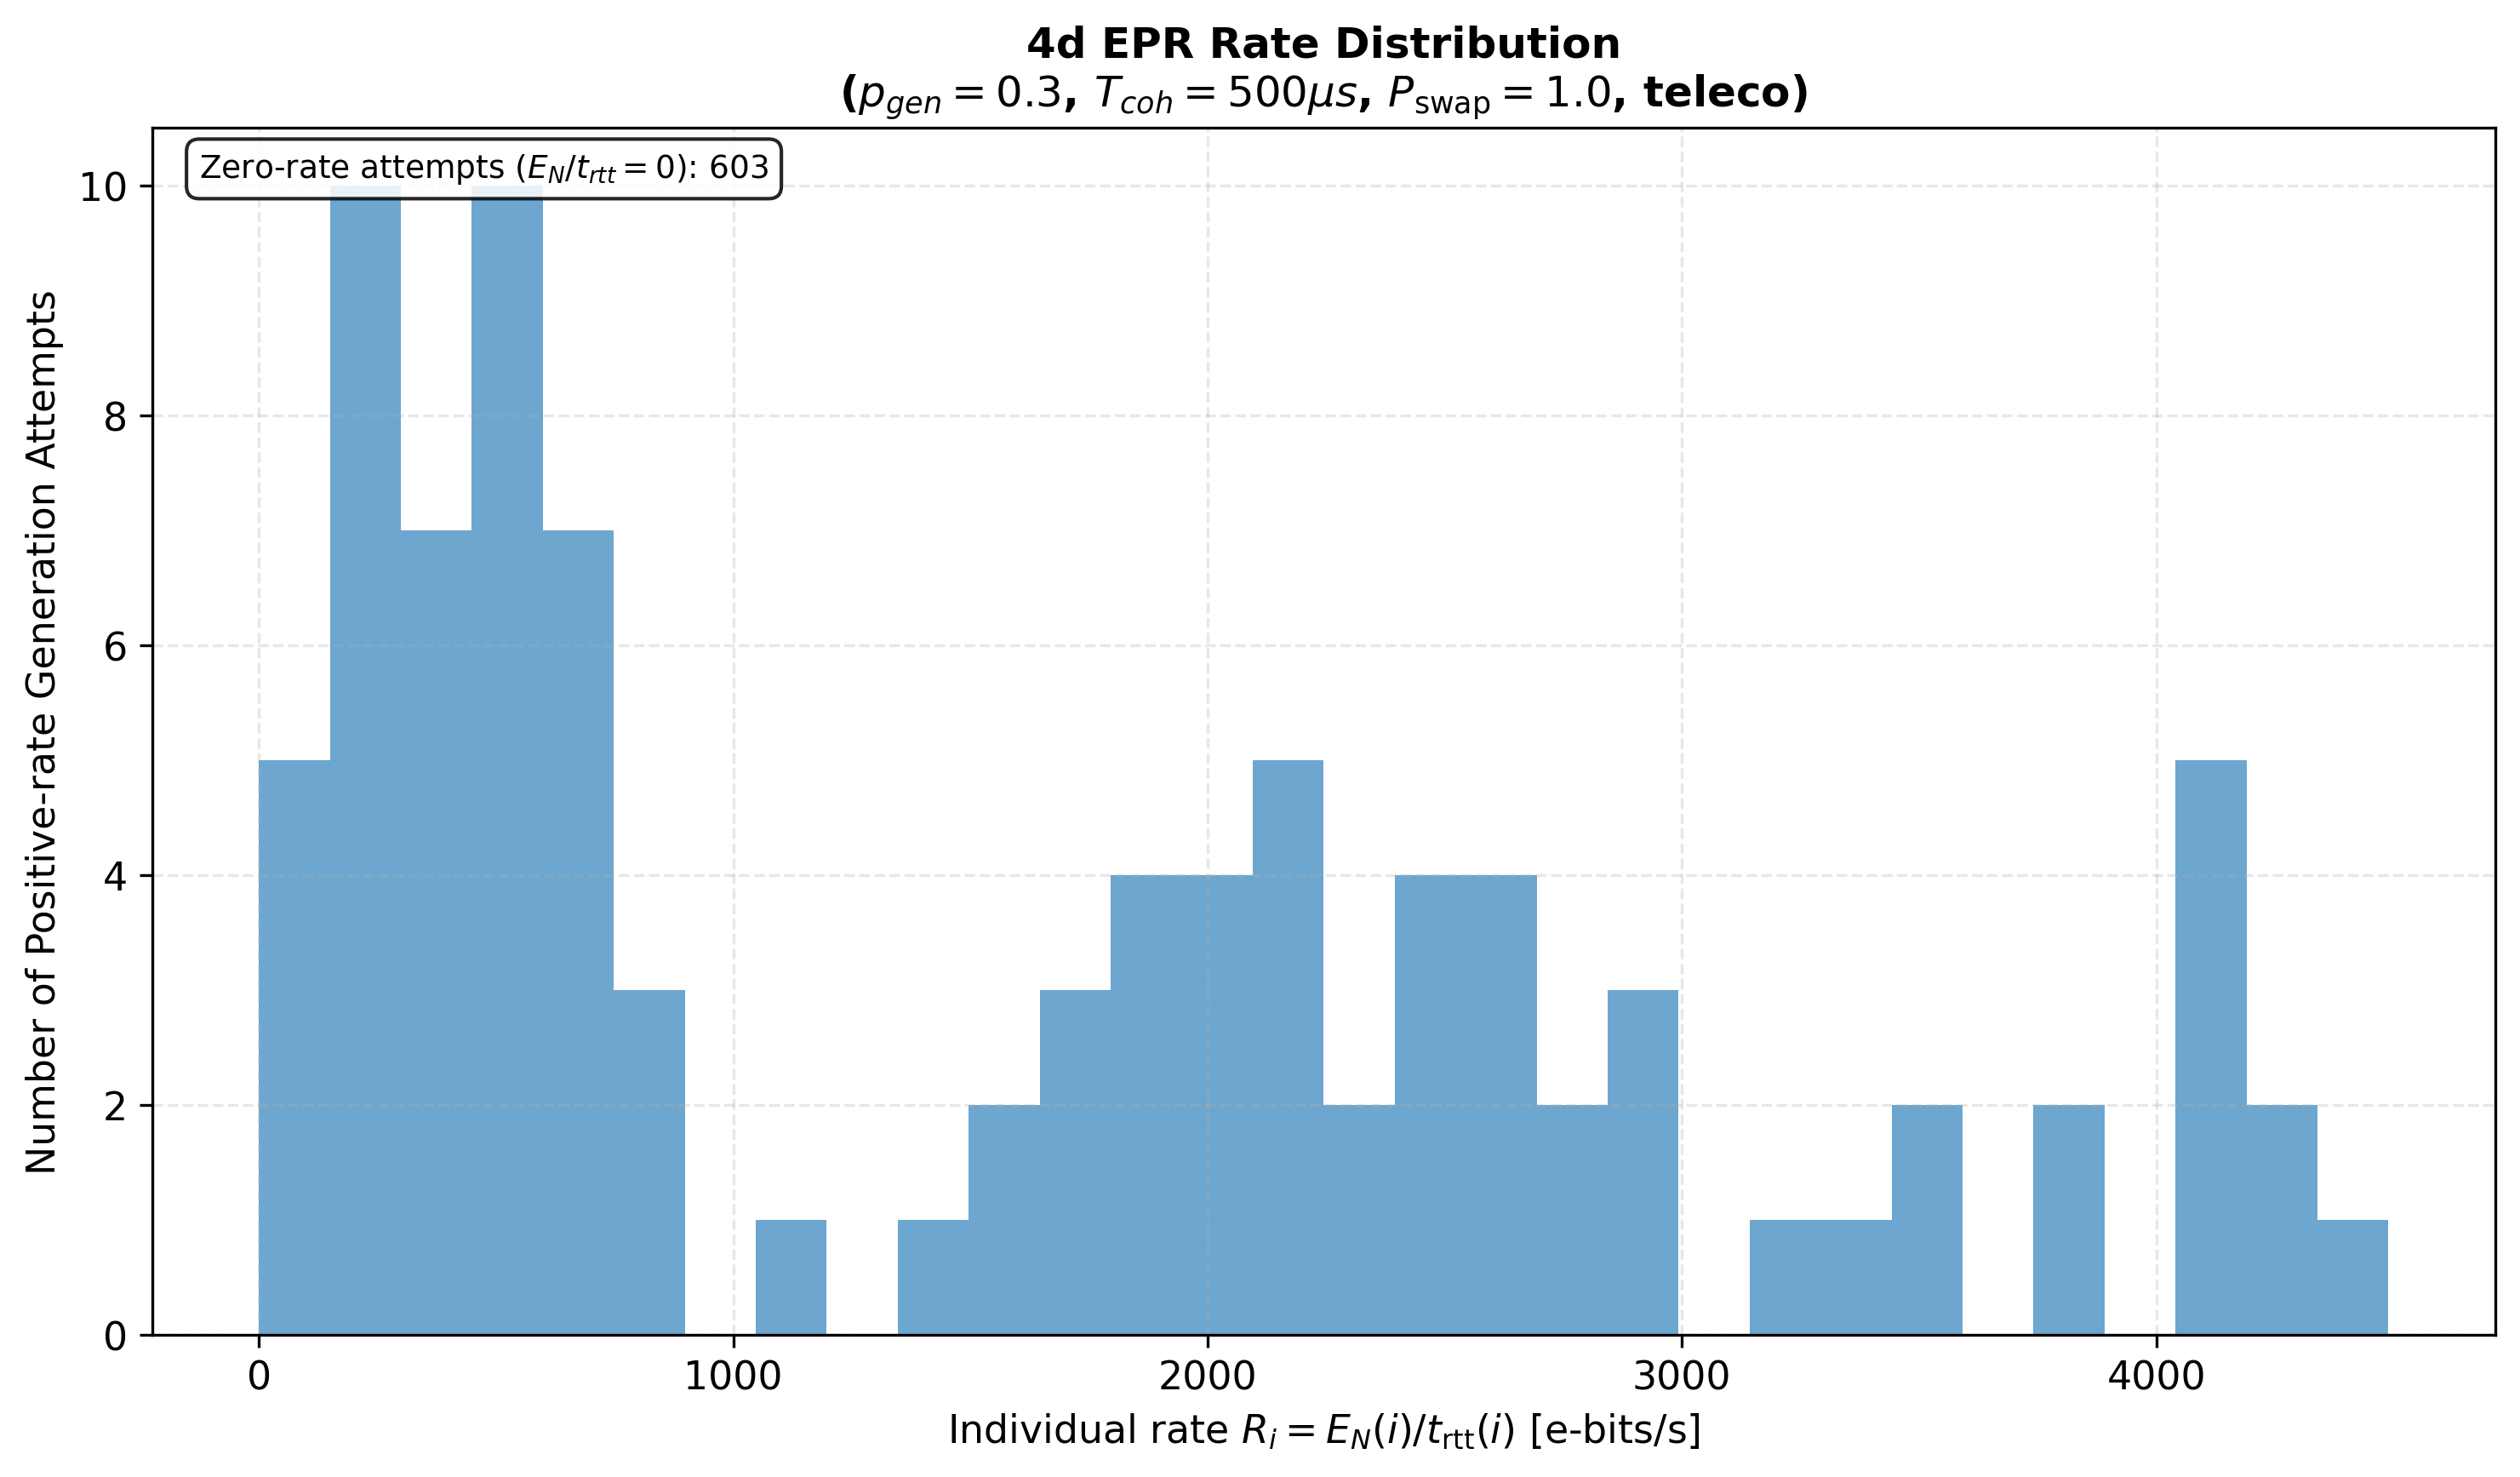 4d EPR Rate Distribution
(p_gen = 0.3, T_coh = 500μs, P_swap = 1.0, teleco)
Zero-rate attempts (E_N/t_rtt = 0): 603
Number of Positive-rate Generation Attempts
10
8
6
4
2
0
0 1000 2000 3000 4000
Individual rate R_i = E_N(i)/t_rtt(i) [e-bits/s]